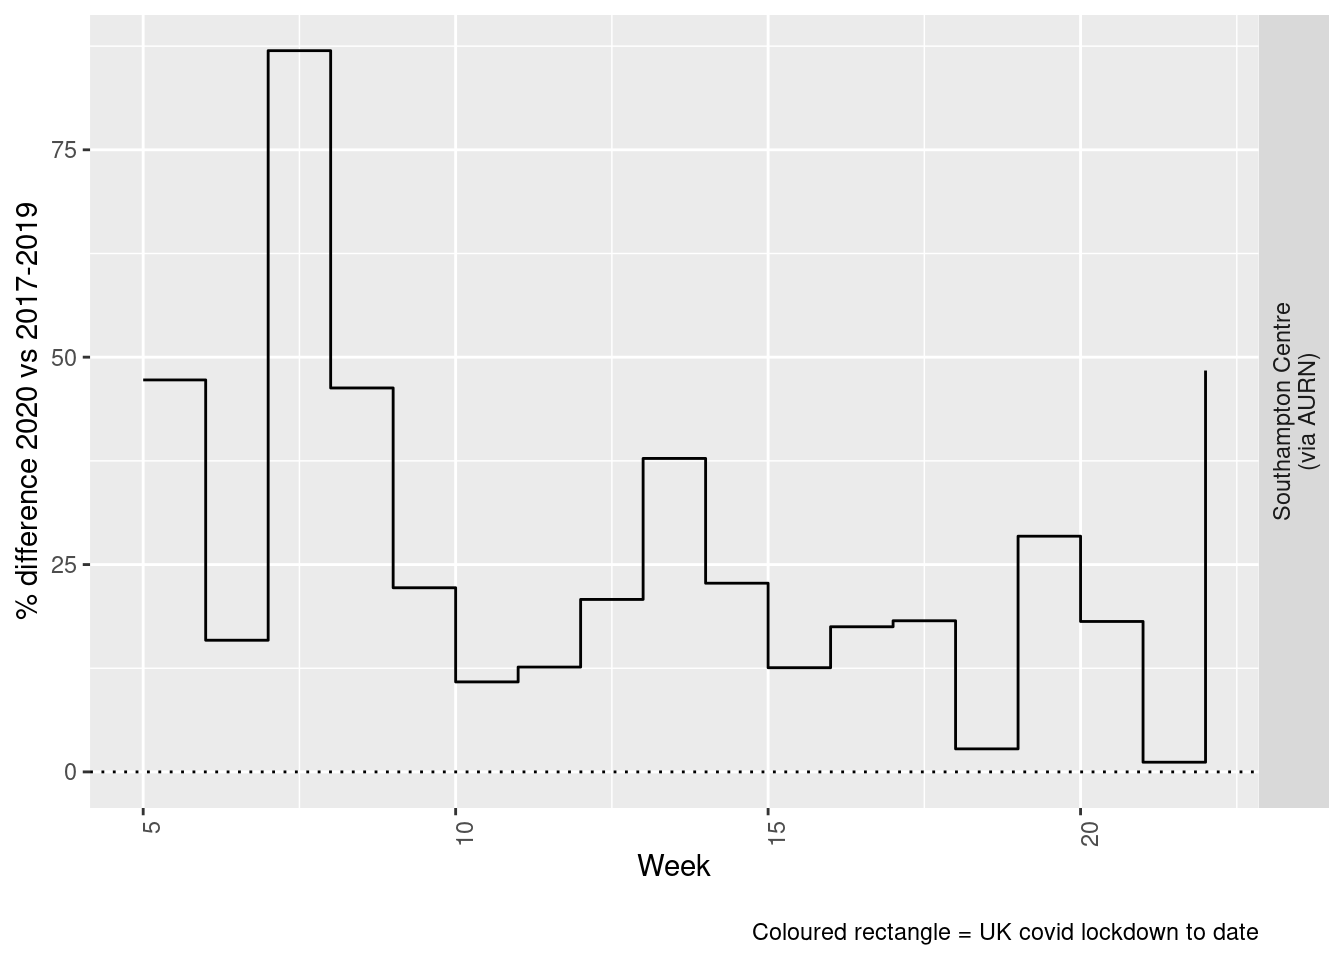 % difference 2020 vs 2017-2019
75
50
25
0
5
10
15
20
Week
Southampton Centre
(via AURN)
Coloured rectangle = UK covid lockdown to date